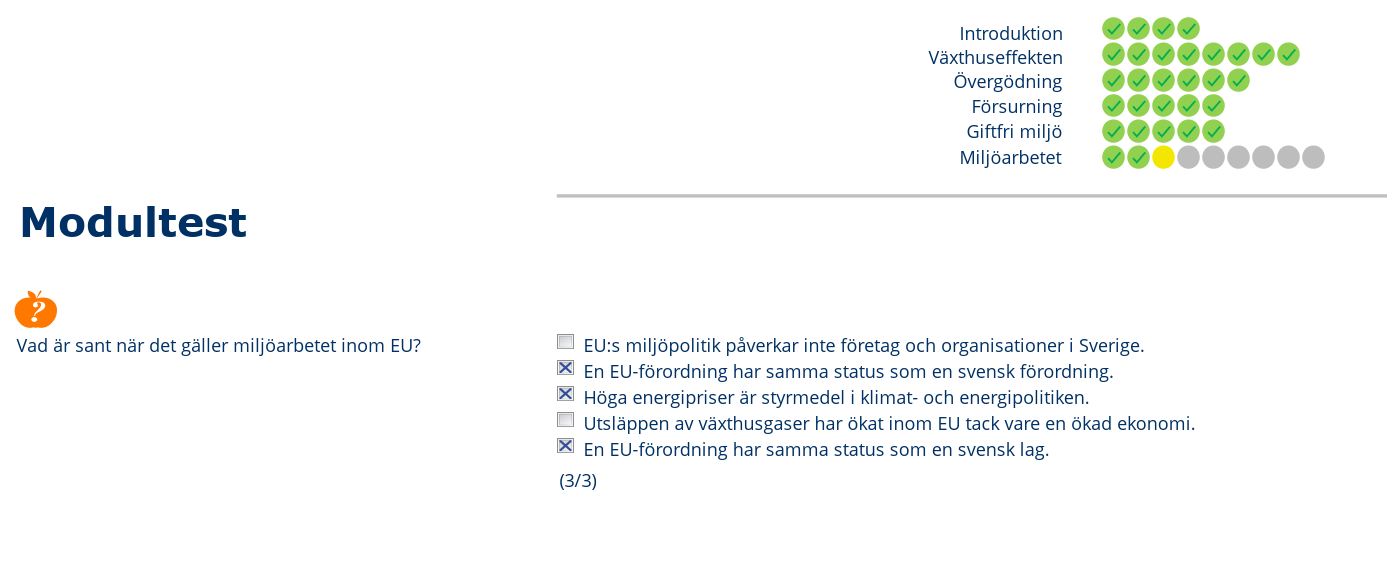 Introduktion
Växthuseffekten
Övergödning
Försurning
Giftfri miljö
Miljöarbetet
Modultest
?
Vad är sant när det gäller miljöarbetet inom EU?
EU:s miljöpolitik påverkar inte företag och organisationer i Sverige.
En EU-förordning har samma status som en svensk förordning.
Höga energipriser är styrmedel i klimat- och energipolitiken.
Utsläppen av växthusgaser har ökat inom EU tack vare en ökad ekonomi.
En EU-förordning har samma status som en svensk lag.
(3/3)